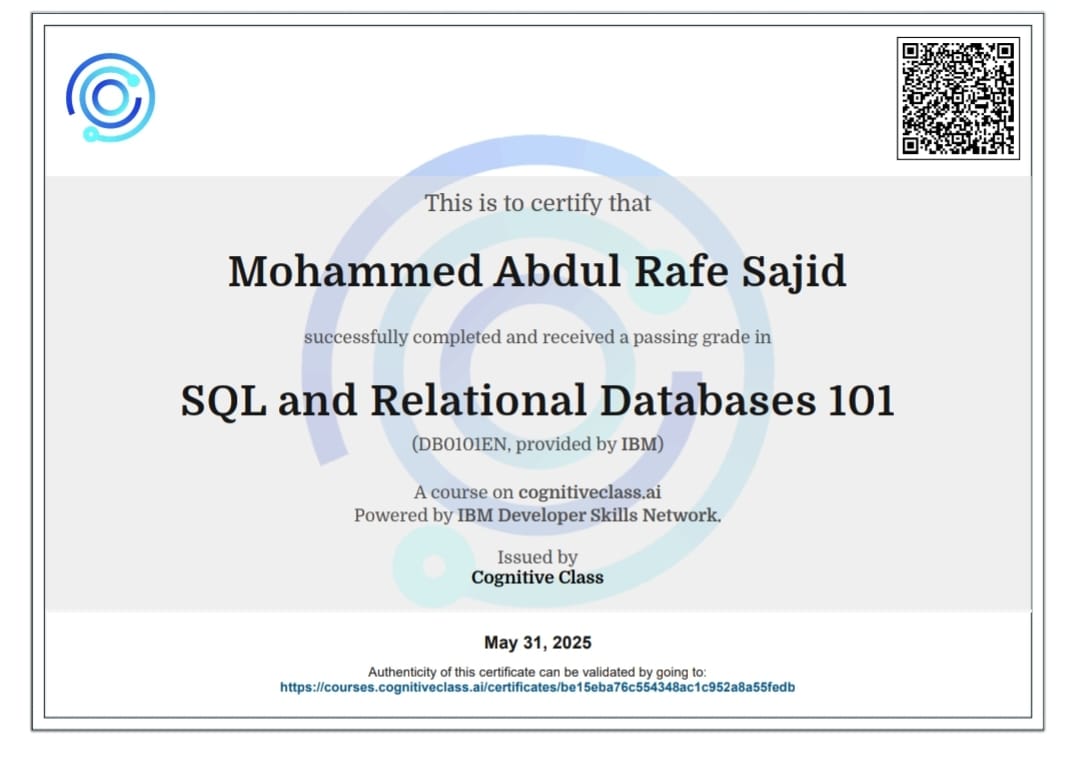 This is to certify that
Mohammed Abdul Rafe Sajid
successfully completed and received a passing grade in
SQL and Relational Databases 101
(DB0101EN, provided by IBM)
A course on cognitiveclass.ai
Powered by IBM Developer Skills Network.
Issued by
Cognitive Class
May 31, 2025
Authenticity of this certificate can be validated by going to:
https://courses.cognitiveclass.ai/certificates/be15eba76c554348ac1c952a8a55fedb